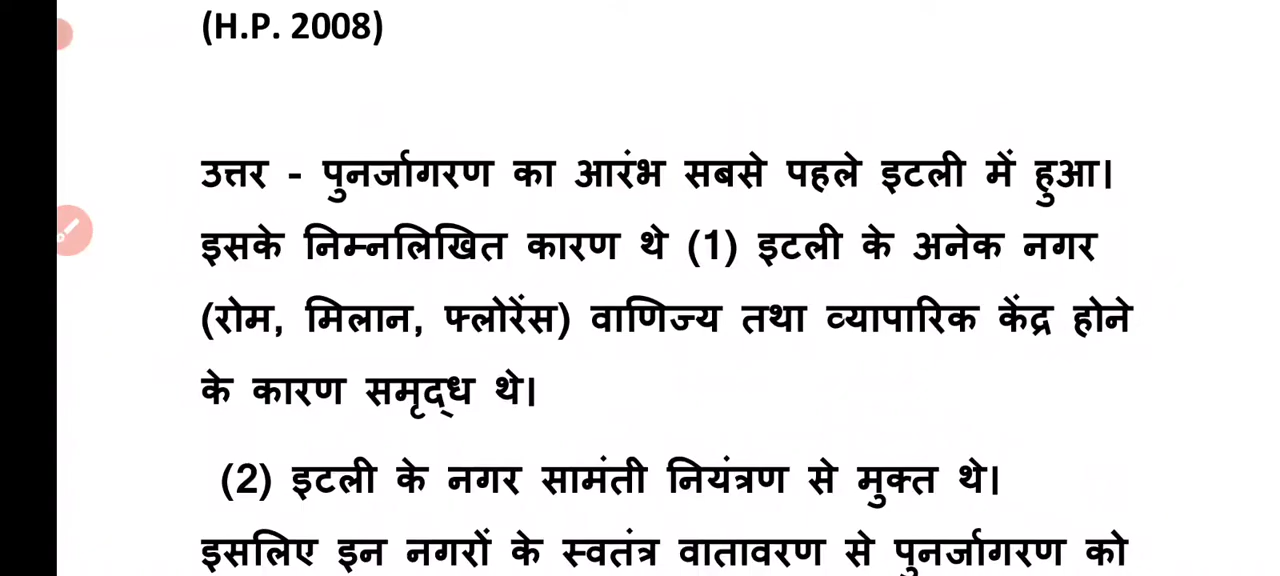 (H.P. 2008)
उत्तर - पुनर्जागरण का आरंभ सबसे पहले इटली में हुआ।
इसके निम्नलिखित कारण थे (1) इटली के अनेक नगर
(रोम, मिलान, फ्लोरेंस) वाणिज्य तथा व्यापारिक केंद्र होने
के कारण समृद्ध थे।
(2) इटली के नगर सामंती नियंत्रण से मुक्त थे।
इसलिए इन नगरों के स्वतंत्र वातावरण से पुनर्जागरण को